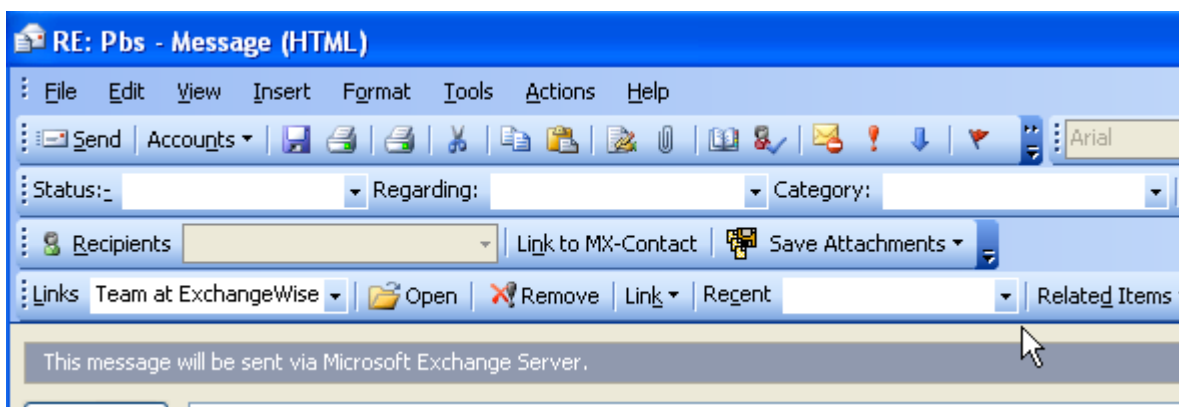 RE: Pbs - Message (HTML)
File Edit View Insert Format Tools Actions Help
Send Accounts Arial
Status:- Regarding: Category:
Recipients Link to MX-Contact Save Attachments
Links Team at ExchangeWise Open Remove Link Recent Related Items
This message will be sent via Microsoft Exchange Server.